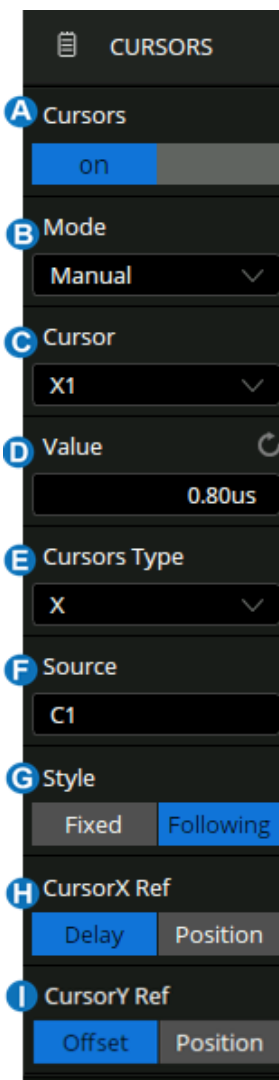 CURSORS
A Cursors
on
B Mode
Manual
C Cursor
X1
D Value
0.80us
E Cursors Type
X
F Source
C1
G Style
Fixed Following
H CursorX Ref
Delay Position
I CursorY Ref
Offset Position